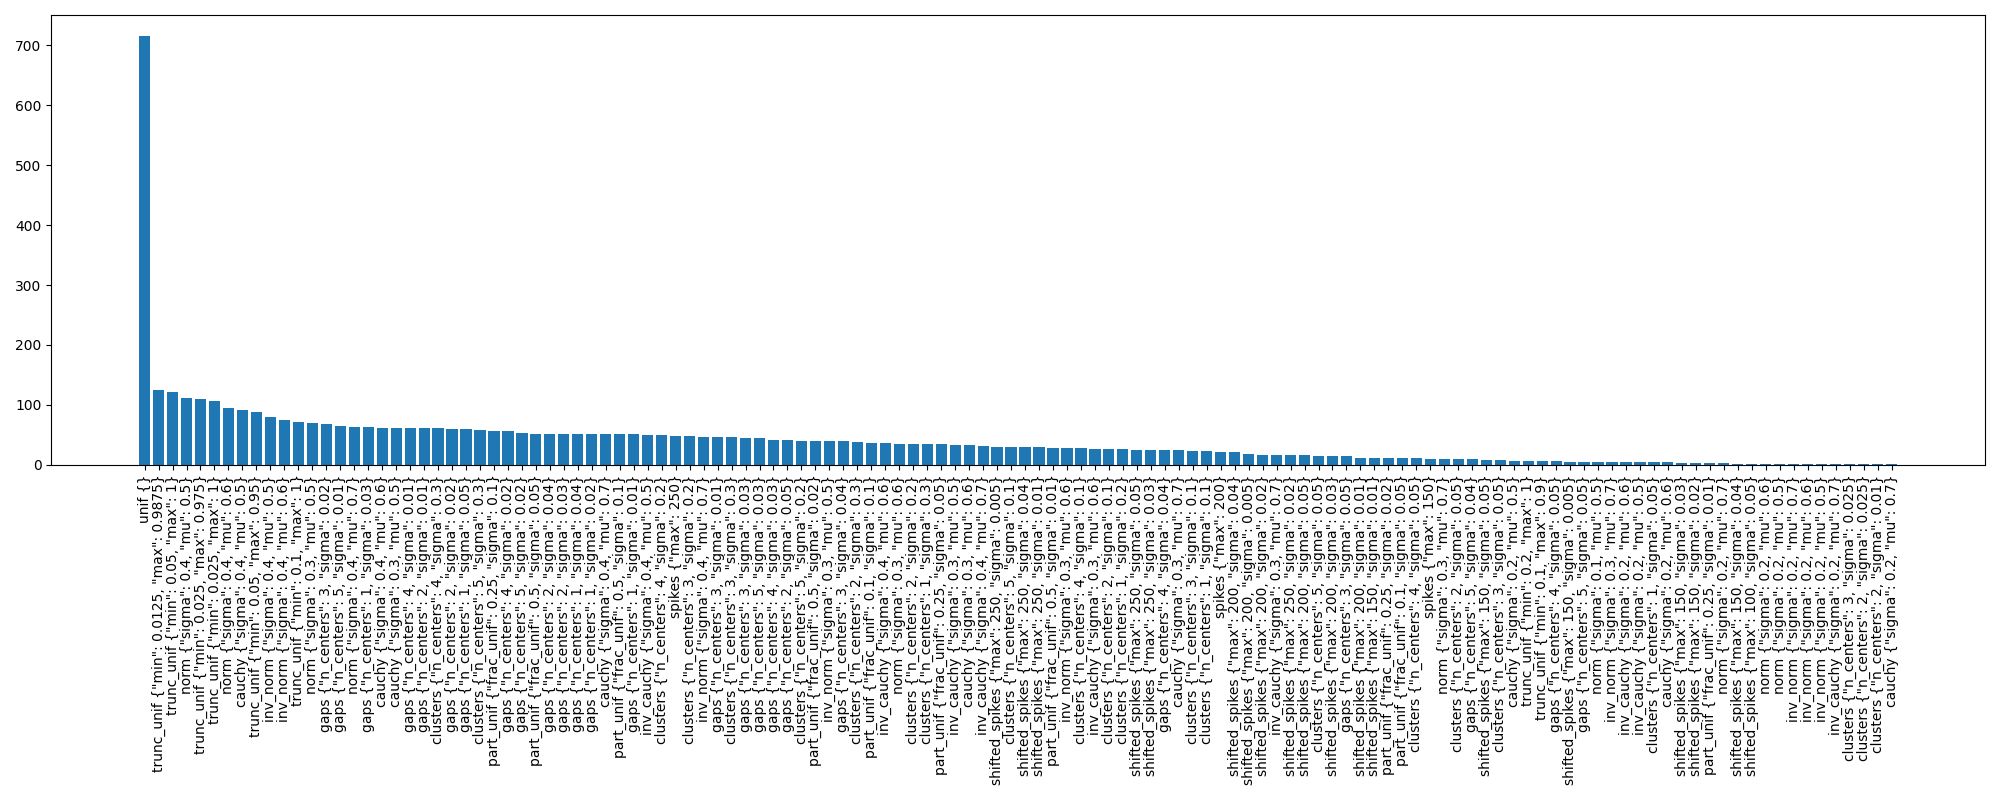 700
600
500
400
300
200
100
0
unif {}
trunc_unif {"min": 0.0125, "max": 0.9875}
trunc_unif {"min": 0.05, "max": 1}
norm {"sigma": 0.4, "mu": 0.5}
trunc_unif {"min": 0.025, "max": 0.975}
trunc_unif {"min": 0.025, "max": 1}
norm {"sigma": 0.4, "mu": 0.6}
cauchy {"sigma": 0.4, "mu": 0.5}
trunc_unif {"min": 0.05, "max": 0.95}
inv_norm {"sigma": 0.4, "mu": 0.5}
inv_norm {"sigma": 0.4, "mu": 0.6}
trunc_unif {"min": 0.1, "max": 1}
norm {"sigma": 0.3, "mu": 0.5}
gaps {"n_centers": 3, "sigma": 0.02}
gaps {"n_centers": 5, "sigma": 0.01}
norm {"sigma": 0.4, "mu": 0.7}
gaps {"n_centers": 1, "sigma": 0.03}
cauchy {"sigma": 0.4, "mu": 0.6}
cauchy {"sigma": 0.3, "mu": 0.5}
gaps {"n_centers": 4, "sigma": 0.01}
gaps {"n_centers": 2, "sigma": 0.01}
clusters {"n_centers": 4, "sigma": 0.3}
gaps {"n_centers": 2, "sigma": 0.02}
gaps {"n_centers": 1, "sigma": 0.05}
clusters {"n_centers": 5, "sigma": 0.3}
part_unif {"frac_unif": 0.25, "sigma": 0.1}
gaps {"n_centers": 4, "sigma": 0.02}
gaps {"n_centers": 5, "sigma": 0.02}
part_unif {"frac_unif": 0.5, "sigma": 0.05}
gaps {"n_centers": 2, "sigma": 0.04}
gaps {"n_centers": 2, "sigma": 0.03}
gaps {"n_centers": 1, "sigma": 0.04}
gaps {"n_centers": 1, "sigma": 0.02}
cauchy {"sigma": 0.4, "mu": 0.7}
part_unif {"frac_unif": 0.5, "sigma": 0.1}
gaps {"n_centers": 1, "sigma": 0.01}
inv_cauchy {"sigma": 0.4, "mu": 0.5}
clusters {"n_centers": 4, "sigma": 0.2}
spikes {"max": 250}
clusters {"n_centers": 3, "sigma": 0.2}
inv_norm {"sigma": 0.4, "mu": 0.7}
gaps {"n_centers": 3, "sigma": 0.01}
clusters {"n_centers": 3, "sigma": 0.3}
gaps {"n_centers": 3, "sigma": 0.03}
gaps {"n_centers": 5, "sigma": 0.03}
gaps {"n_centers": 4, "sigma": 0.03}
gaps {"n_centers": 2, "sigma": 0.05}
clusters {"n_centers": 5, "sigma": 0.2}
part_unif {"frac_unif": 0.5, "sigma": 0.02}
inv_norm {"sigma": 0.3, "mu": 0.5}
gaps {"n_centers": 3, "sigma": 0.04}
clusters {"n_centers": 2, "sigma": 0.3}
part_unif {"frac_unif": 0.1, "sigma": 0.1}
inv_cauchy {"sigma": 0.4, "mu": 0.6}
norm {"sigma": 0.3, "mu": 0.6}
clusters {"n_centers": 2, "sigma": 0.2}
clusters {"n_centers": 1, "sigma": 0.3}
part_unif {"frac_unif": 0.25, "sigma": 0.05}
inv_cauchy {"sigma": 0.3, "mu": 0.5}
cauchy {"sigma": 0.3, "mu": 0.6}
inv_cauchy {"sigma": 0.4, "mu": 0.7}
shifted_spikes {"max": 250, "sigma": 0.005}
clusters {"n_centers": 5, "sigma": 0.1}
shifted_spikes {"max": 250, "sigma": 0.04}
shifted_spikes {"max": 250, "sigma": 0.01}
part_unif {"frac_unif": 0.5, "sigma": 0.01}
inv_norm {"sigma": 0.3, "mu": 0.6}
clusters {"n_centers": 4, "sigma": 0.1}
inv_cauchy {"sigma": 0.3, "mu": 0.6}
clusters {"n_centers": 2, "sigma": 0.1}
clusters {"n_centers": 1, "sigma": 0.2}
shifted_spikes {"max": 250, "sigma": 0.05}
shifted_spikes {"max": 250, "sigma": 0.03}
gaps {"n_centers": 4, "sigma": 0.04}
cauchy {"sigma": 0.3, "mu": 0.7}
clusters {"n_centers": 3, "sigma": 0.1}
clusters {"n_centers": 1, "sigma": 0.1}
spikes {"max": 200}
shifted_spikes {"max": 200, "sigma": 0.04}
shifted_spikes {"max": 200, "sigma": 0.005}
shifted_spikes {"max": 200, "sigma": 0.02}
inv_cauchy {"sigma": 0.3, "mu": 0.7}
shifted_spikes {"max": 250, "sigma": 0.02}
shifted_spikes {"max": 200, "sigma": 0.05}
clusters {"n_centers": 5, "sigma": 0.05}
shifted_spikes {"max": 200, "sigma": 0.03}
gaps {"n_centers": 3, "sigma": 0.05}
shifted_spikes {"max": 200, "sigma": 0.01}
shifted_spikes {"max": 150, "sigma": 0.01}
part_unif {"frac_unif": 0.25, "sigma": 0.02}
part_unif {"frac_unif": 0.1, "sigma": 0.05}
clusters {"n_centers": 4, "sigma": 0.05}
spikes {"max": 150}
norm {"sigma": 0.3, "mu": 0.7}
clusters {"n_centers": 2, "sigma": 0.05}
gaps {"n_centers": 5, "sigma": 0.04}
shifted_spikes {"max": 150, "sigma": 0.05}
clusters {"n_centers": 3, "sigma": 0.05}
cauchy {"sigma": 0.2, "mu": 0.5}
trunc_unif {"min": 0.2, "max": 1}
trunc_unif {"min": 0.1, "max": 0.9}
gaps {"n_centers": 4, "sigma": 0.05}
shifted_spikes {"max": 150, "sigma": 0.005}
gaps {"n_centers": 5, "sigma": 0.05}
norm {"sigma": 0.2, "mu": 0.5}
inv_norm {"sigma": 0.3, "mu": 0.7}
inv_cauchy {"sigma": 0.2, "mu": 0.6}
inv_cauchy {"sigma": 0.2, "mu": 0.5}
clusters {"n_centers": 1, "sigma": 0.05}
cauchy {"sigma": 0.2, "mu": 0.6}
shifted_spikes {"max": 150, "sigma": 0.03}
shifted_spikes {"max": 150, "sigma": 0.02}
part_unif {"frac_unif": 0.25, "sigma": 0.01}
norm {"sigma": 0.2, "mu": 0.7}
shifted_spikes {"max": 150, "sigma": 0.04}
shifted_spikes {"max": 100, "sigma": 0.05}
norm {"sigma": 0.2, "mu": 0.6}
norm {"sigma": 0.2, "mu": 0.5}
inv_norm {"sigma": 0.2, "mu": 0.7}
inv_norm {"sigma": 0.2, "mu": 0.6}
inv_norm {"sigma": 0.2, "mu": 0.5}
inv_cauchy {"sigma": 0.2, "mu": 0.7}
clusters {"n_centers": 3, "sigma": 0.025}
clusters {"n_centers": 2, "sigma": 0.025}
clusters {"n_centers": 2, "sigma": 0.01}
cauchy {"sigma": 0.2, "mu": 0.7}